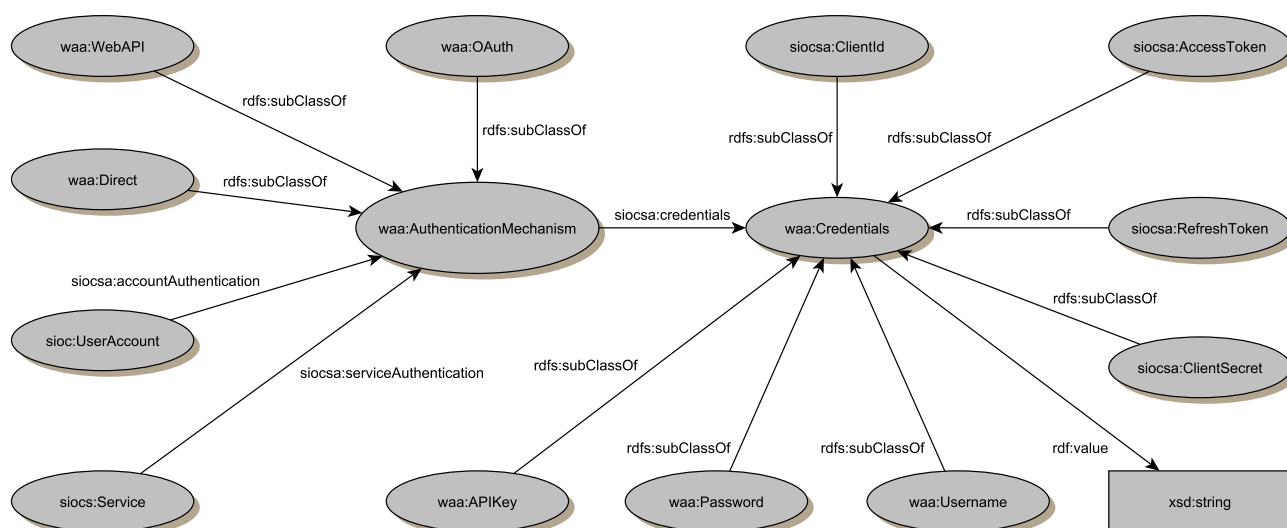 waa:WebAPI
waa:OAuth
siocsa:ClientId
siocsa:AccessToken
rdfs:subClassOf
rdfs:subClassOf
rdfs:subClassOf
rdfs:subClassOf
waa:Direct
rdfs:subClassOf
waa:AuthenticationMechanism
siocsa:credentials
waa:Credentials
rdfs:subClassOf
siocsa:RefreshToken
siocsa:accountAuthentication
rdfs:subClassOf
sioc:UserAccount
siocsa:serviceAuthentication
rdfs:subClassOf
siocsa:ClientSecret
rdfs:subClassOf
rdfs:subClassOf
rdf:value
siocs:Service
waa:APIKey
waa:Password
waa:Username
xsd:string